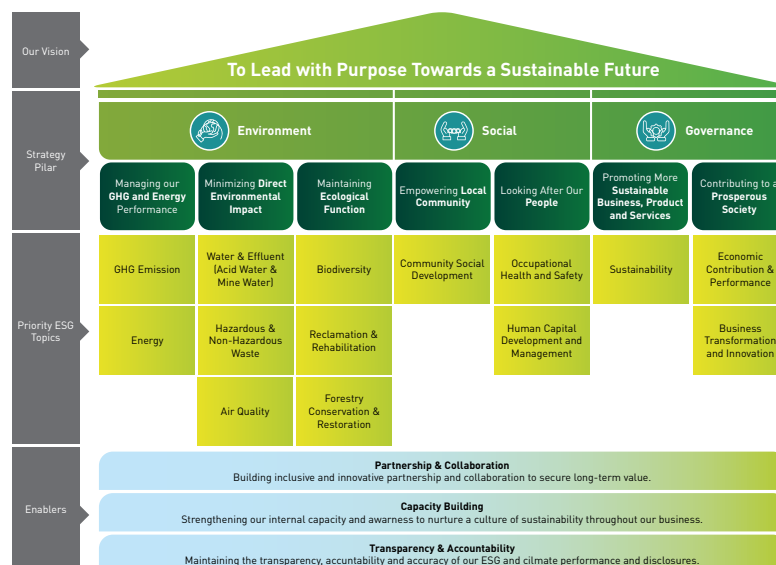 Our Vision
To Lead with Purpose Towards a Sustainable Future
Strategy
Pilar
Environment
Social
Governance
Managing our
GHG and Energy
Performance
Minimizing Direct
Environmental
Impact
Maintaining
Ecological
Function
Empowering Local
Community
Looking After Our
People
Promoting More
Sustainable
Business, Product
and Services
Contributing to a
Prosperous
Society
Priority ESG
Topics
GHG Emission
Water & Effluent
(Acid Water &
Mine Water)
Biodiversity
Community Social
Development
Occupational
Health and Safety
Sustainability
Economic
Contribution &
Performance
Energy
Hazardous &
Non-Hazardous
Waste
Reclamation &
Rehabilitation
Human Capital
Development and
Management
Business
Transformation
and Innovation
Air Quality
Forestry
Conservation &
Restoration
Enablers
Partnership & Collaboration
Building inclusive and innovative partnership and collaboration to secure long-term value.
Capacity Building
Strengthening our internal capacity and awarness to nurture a culture of sustainability throughout our business.
Transparency & Accountability
Maintaining the transparency, accuntability and accuracy of our ESG and cilmate performance and disclosures.